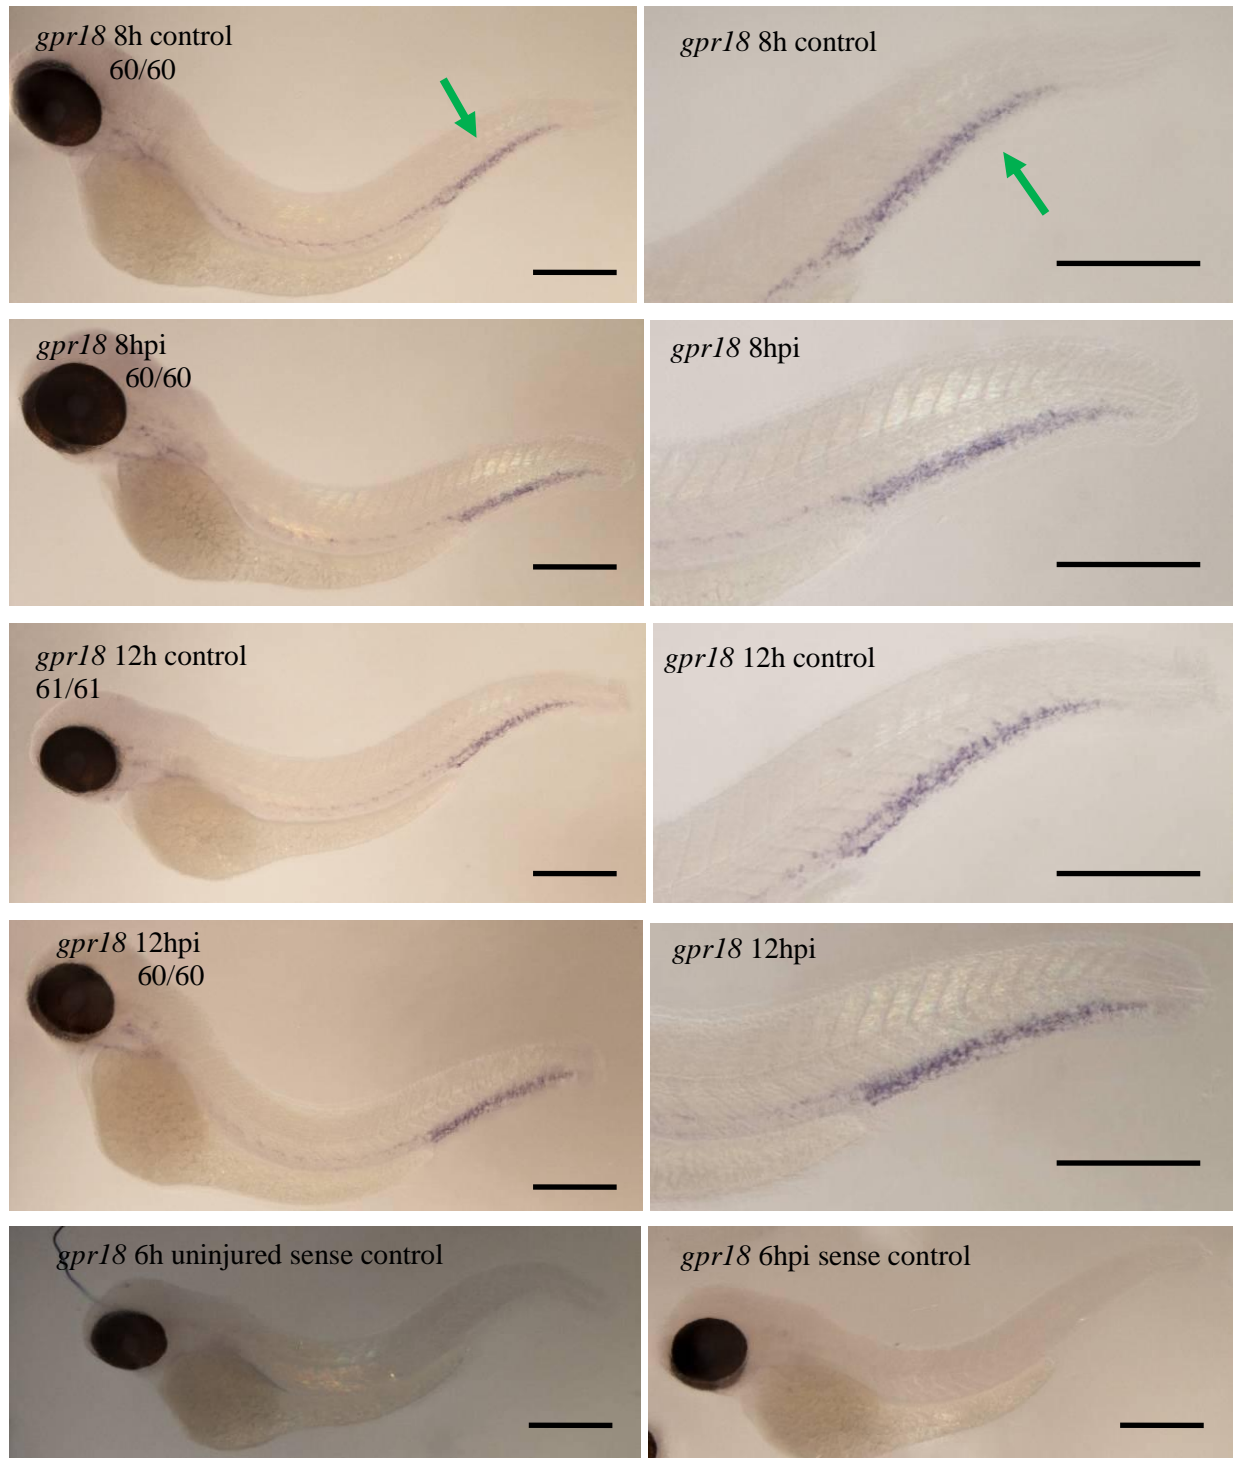 gpr18 8h control
60/60
gpr18 8h control
gpr18 8hpi
60/60
gpr18 8hpi
gpr18 12h control
61/61
gpr18 12h control
gpr18 12hpi
60/60
gpr18 12hpi
gpr18 6h uninjured sense control
gpr18 6hpi sense control